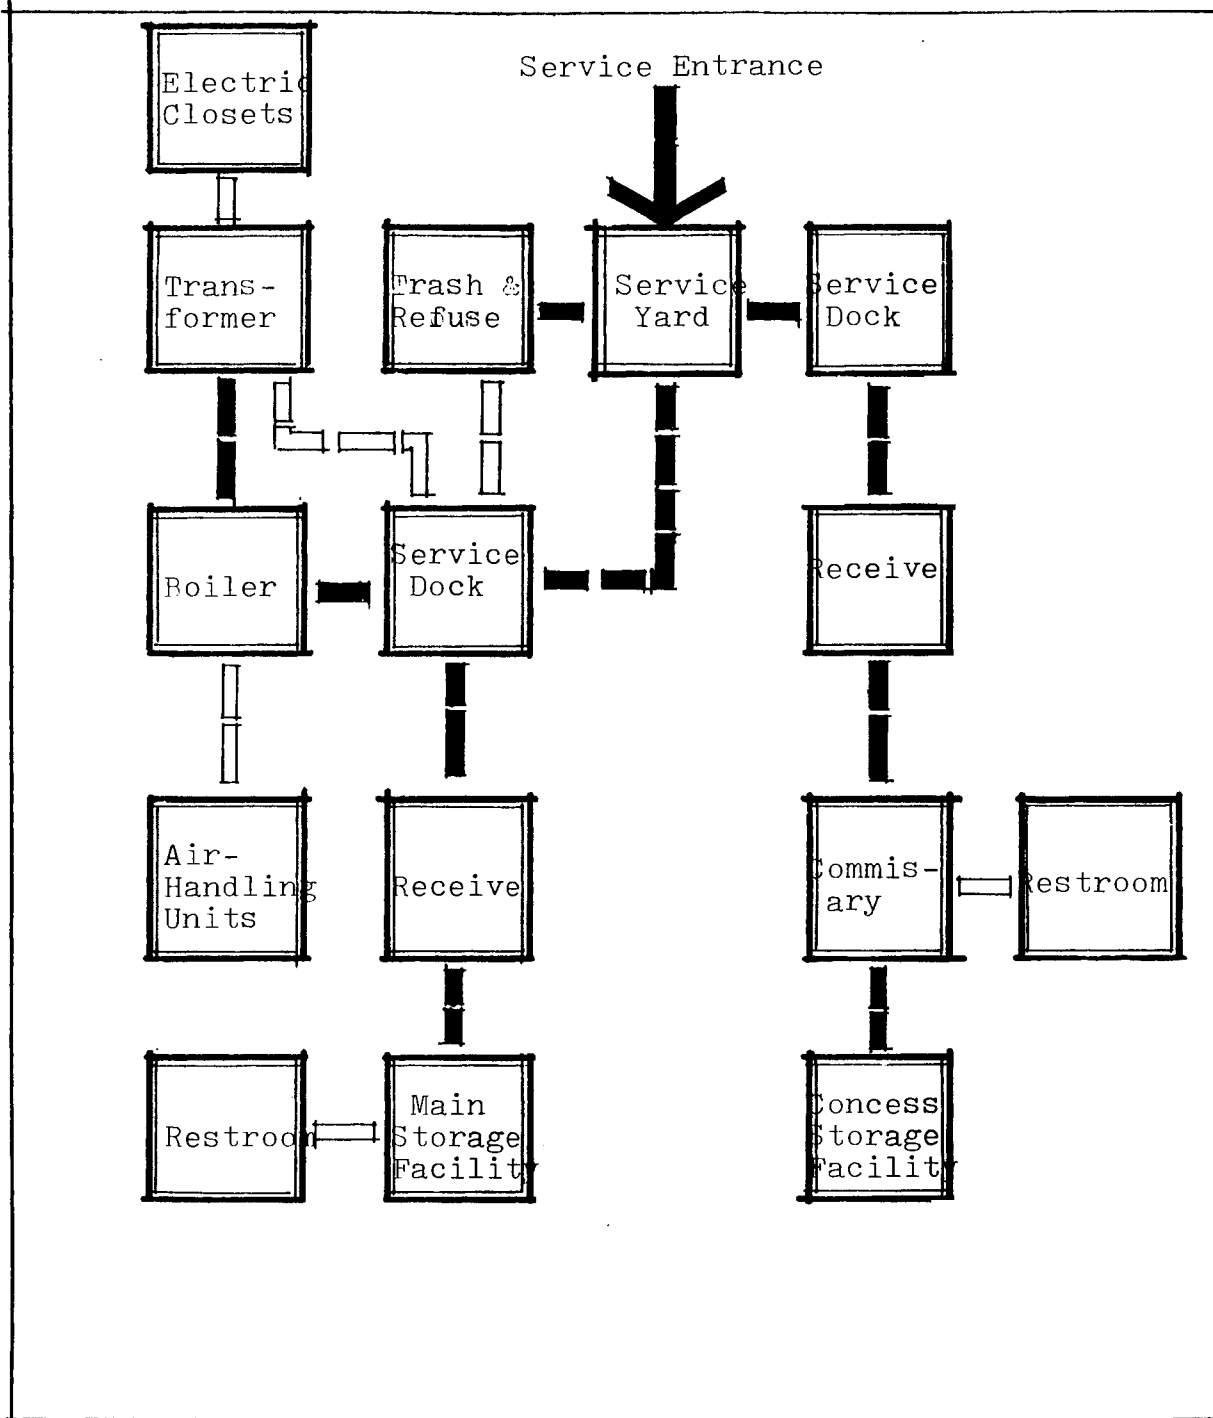 Service Entrance
Electric
Closets
Trans-
former
Trash &
Refuse
Service
Yard
Service
Dock
Boiler
Service
Dock
Receive
Air-
Handling
Units
Receive
Commis-
ary
Restroom
Restroom
Main
Storage
Facility
Concess
Storage
Facility